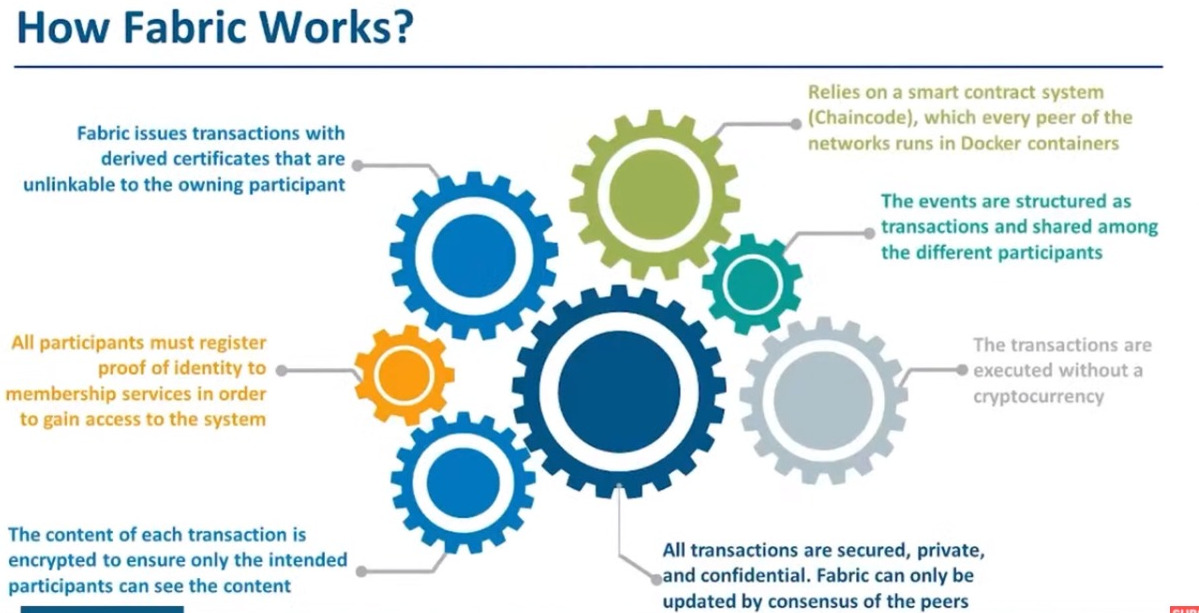 How Fabric Works?
Fabric issues transactions with
derived certificates that are
unlinkable to the owning participant
Relies on a smart contract system
(Chaincode), which every peer of the
networks runs in Docker containers
The events are structured as
transactions and shared among
the different participants
All participants must register
proof of identity to
membership services in order
to gain access to the system
The transactions are
executed without a
cryptocurrency
The content of each transaction is
encrypted to ensure only the intended
participants can see the content
All transactions are secured, private,
and confidential. Fabric can only be
updated by consensus of the peers